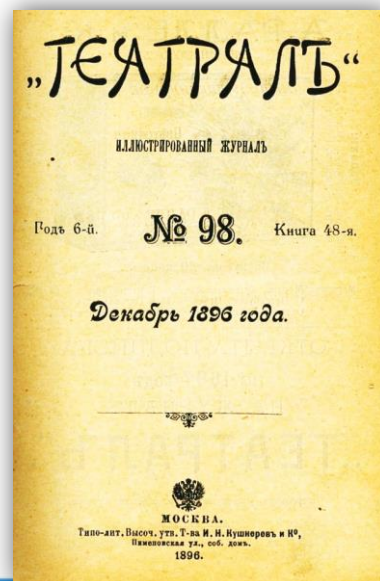 „ТЕАТРАЛЪ“
ИЛЛЮСТРИРОВАННЫЙ ЖУРНАЛЪ
Годъ 6-й. № 98. Книга 48-я.
Декабрь 1896 года.
МОСКВА.
Типо-лит. Высоч. утв. Т-ва И. Н. Кушнеревъ и Кº,
Пименовская ул., соб. домъ.
1896.